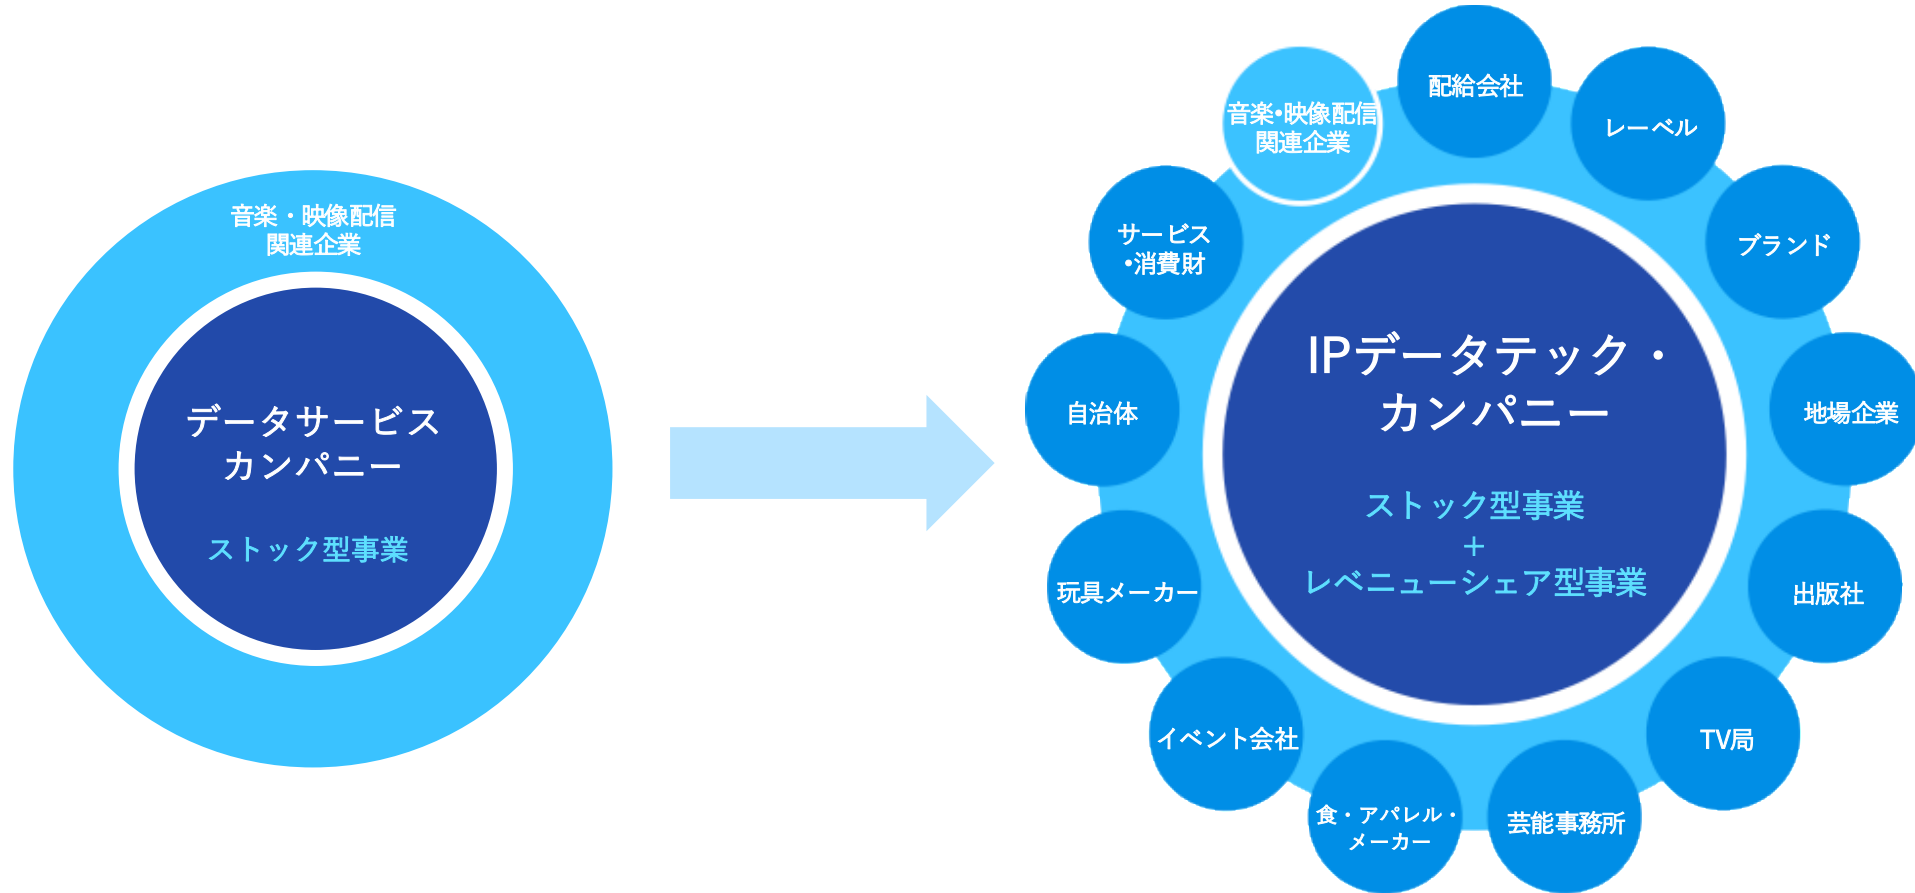 音楽・映像配信
関連企業
データサービス
カンパニー
ストック型事業
配給会社
音楽・映像配信
関連企業
レーベル
サービス
・消費財
ブランド
IPデータテック・
カンパニー
ストック型事業
+
レベニューシェア型事業
自治体
地場企業
玩具メーカー
出版社
イベント会社
TV局
食・アパレル・
メーカー
芸能事務所